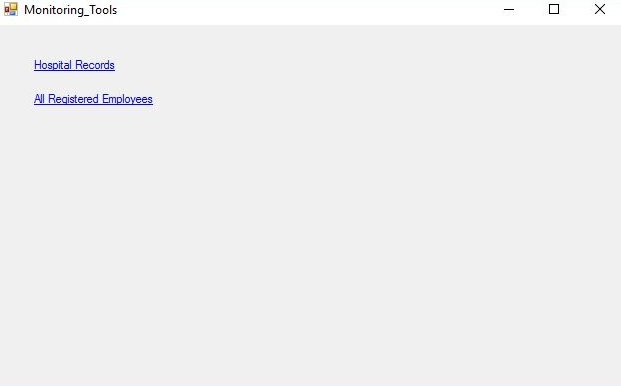 Monitoring_Tools
Hospital Records
All Registered Employees